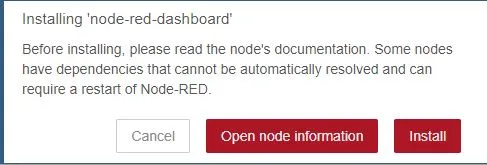 Installing 'node-red-dashboard'
Before installing, please read the node's documentation. Some nodes
have dependencies that cannot be automatically resolved and can
require a restart of Node-RED.
Cancel Open node information Install